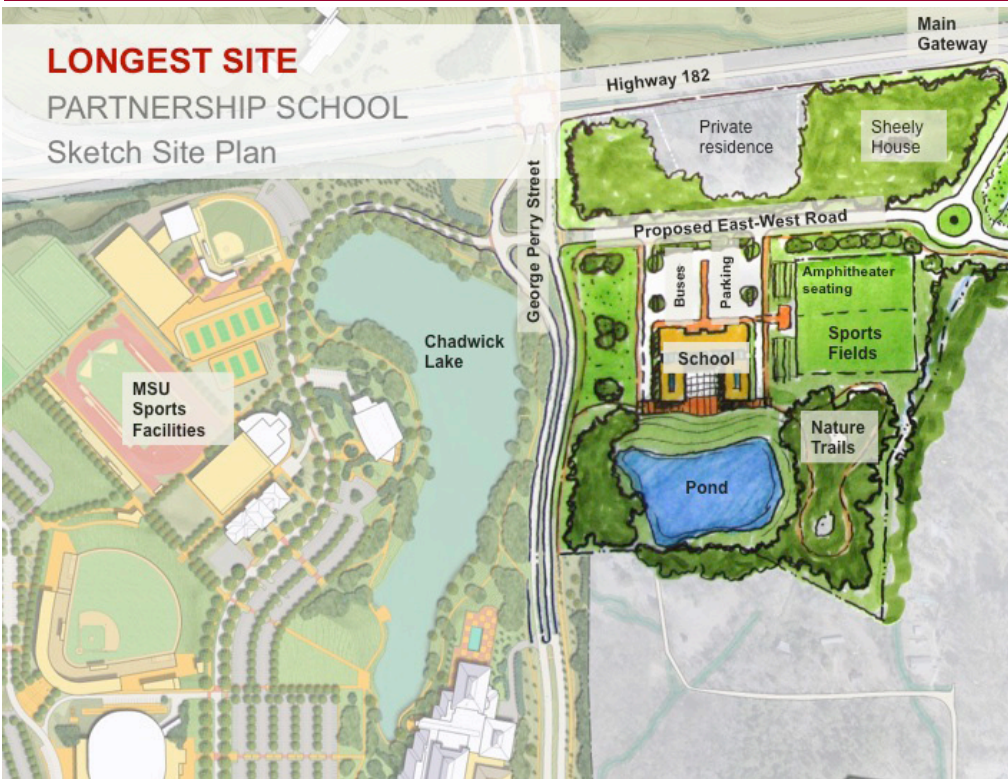 LONGEST SITE
PARTNERSHIP SCHOOL
Sketch Site Plan
Main
Gateway
Highway 182
Private
residence
Sheely
House
George Perry Street
Proposed East-West Road
Buses
Parking
Amphitheater
seating
Chadwick
Lake
School
Sports
Fields
MSU
Sports
Facilities
Nature
Trails
Pond